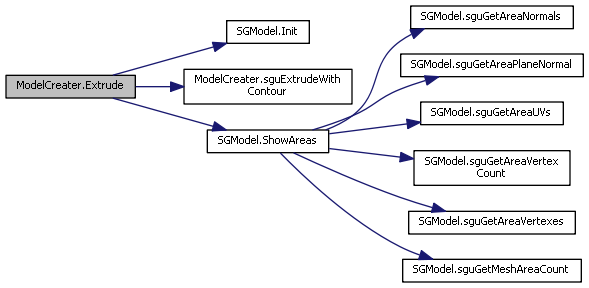 ModelCreater.Extrude
SGModel.Init
ModelCreater.sguExtrudeWith
Contour
SGModel.ShowAreas
SGModel.sguGetAreaNormals
SGModel.sguGetAreaPlaneNormal
SGModel.sguGetAreaUVs
SGModel.sguGetAreaVertex
Count
SGModel.sguGetAreaVertexes
SGModel.sguGetMeshAreaCount